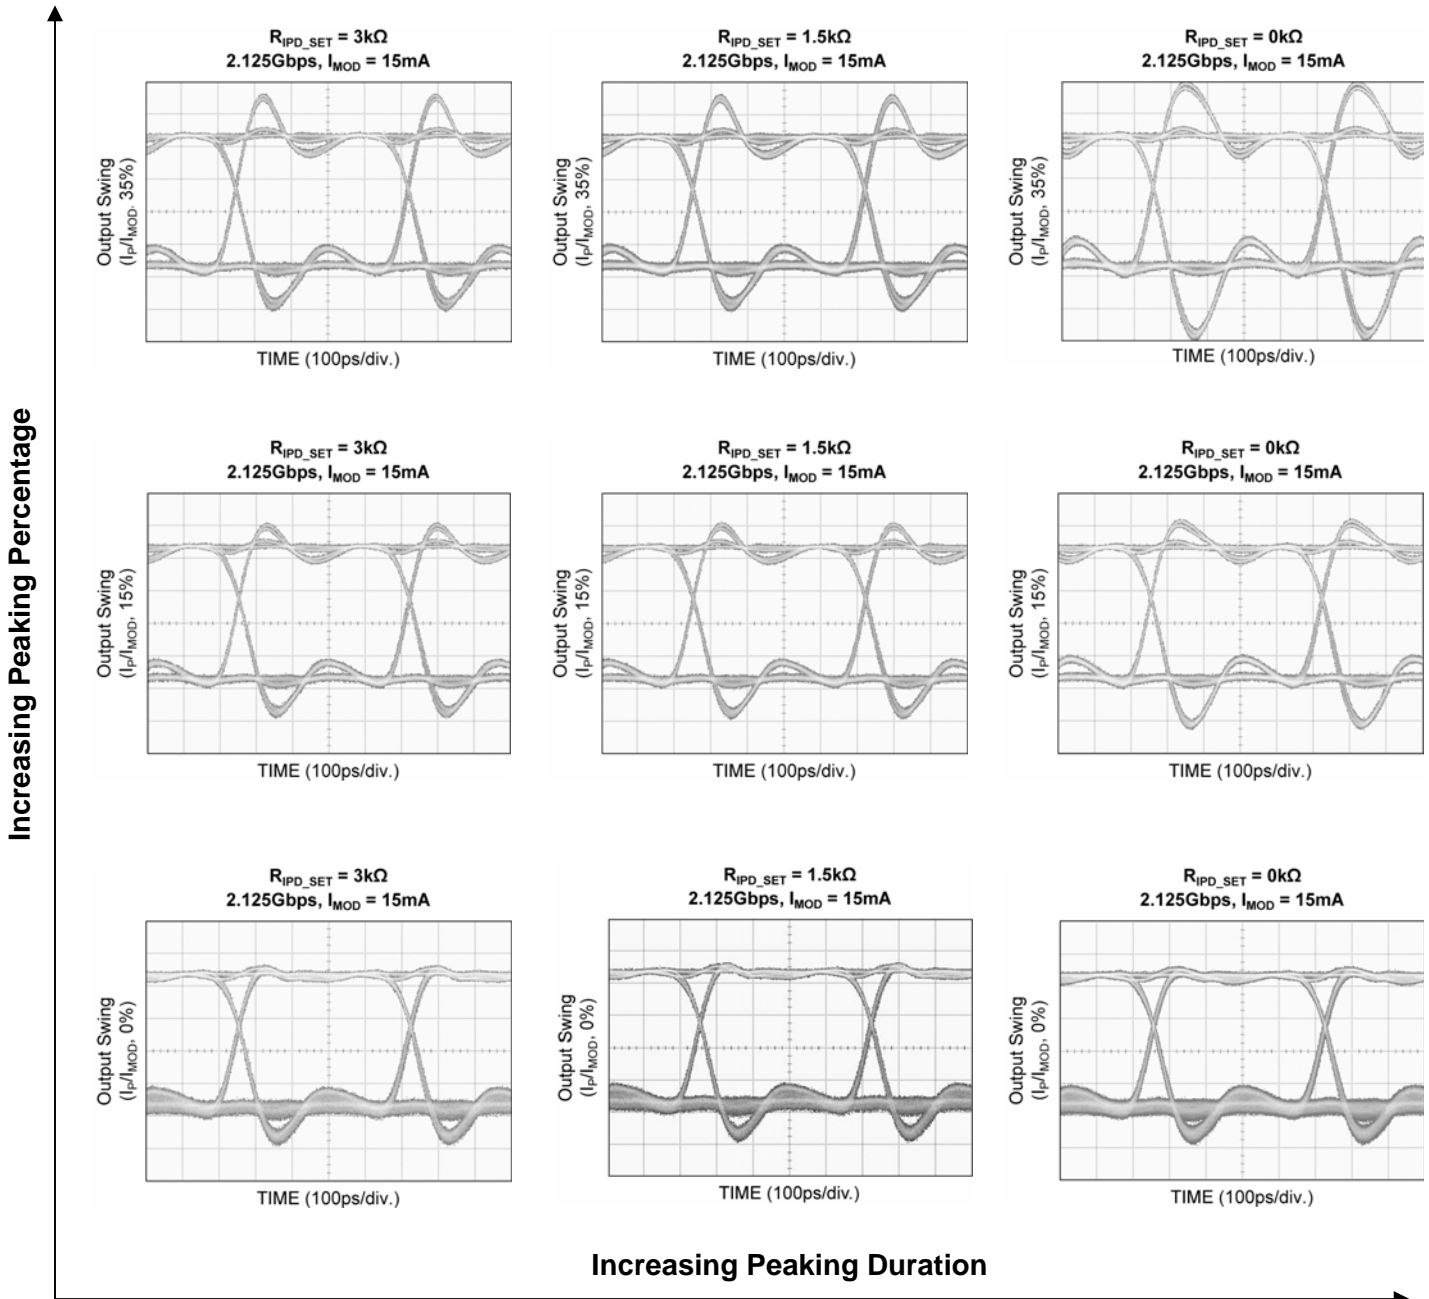 Increasing Peaking Percentage
R_IPD_SET = 3kΩ
2.125Gbps, I_MOD = 15mA
Output Swing
(I_P/I_MOD, 35%)
TIME (100ps/div.)
R_IPD_SET = 1.5kΩ
2.125Gbps, I_MOD = 15mA
Output Swing
(I_P/I_MOD, 35%)
TIME (100ps/div.)
R_IPD_SET = 0kΩ
2.125Gbps, I_MOD = 15mA
Output Swing
(I_P/I_MOD, 35%)
TIME (100ps/div.)
R_IPD_SET = 3kΩ
2.125Gbps, I_MOD = 15mA
Output Swing
(I_P/I_MOD, 15%)
TIME (100ps/div.)
R_IPD_SET = 1.5kΩ
2.125Gbps, I_MOD = 15mA
Output Swing
(I_P/I_MOD, 15%)
TIME (100ps/div.)
R_IPD_SET = 0kΩ
2.125Gbps, I_MOD = 15mA
Output Swing
(I_P/I_MOD, 15%)
TIME (100ps/div.)
R_IPD_SET = 3kΩ
2.125Gbps, I_MOD = 15mA
Output Swing
(I_P/I_MOD, 0%)
TIME (100ps/div.)
R_IPD_SET = 1.5kΩ
2.125Gbps, I_MOD = 15mA
Output Swing
(I_P/I_MOD, 0%)
TIME (100ps/div.)
R_IPD_SET = 0kΩ
2.125Gbps, I_MOD = 15mA
Output Swing
(I_P/I_MOD, 0%)
TIME (100ps/div.)
Increasing Peaking Duration